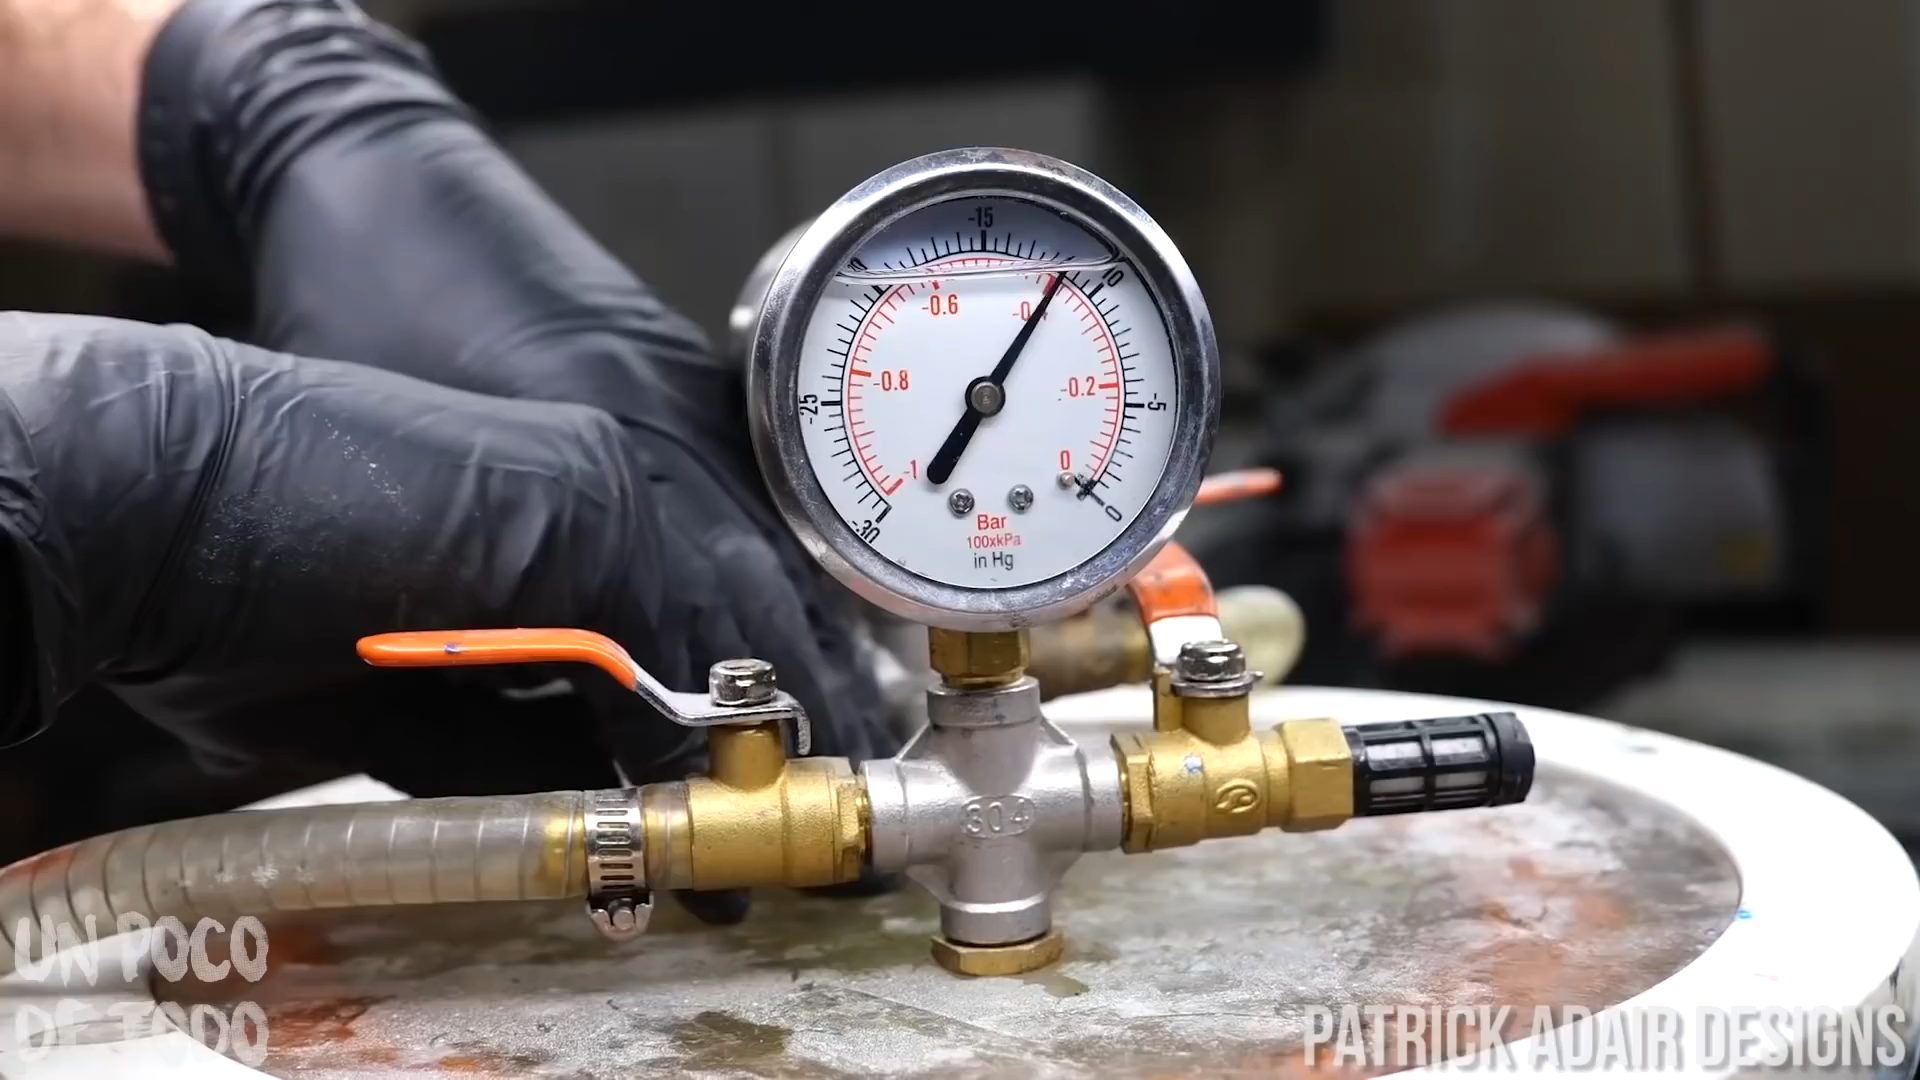 -15
10
-0.6
-0.8
-0.2
-25
-5
-1
0
-30
0
Bar
100xkPa
in Hg
304
UN POCO
DE TODO
PATRICK ADAIR DESIGNS